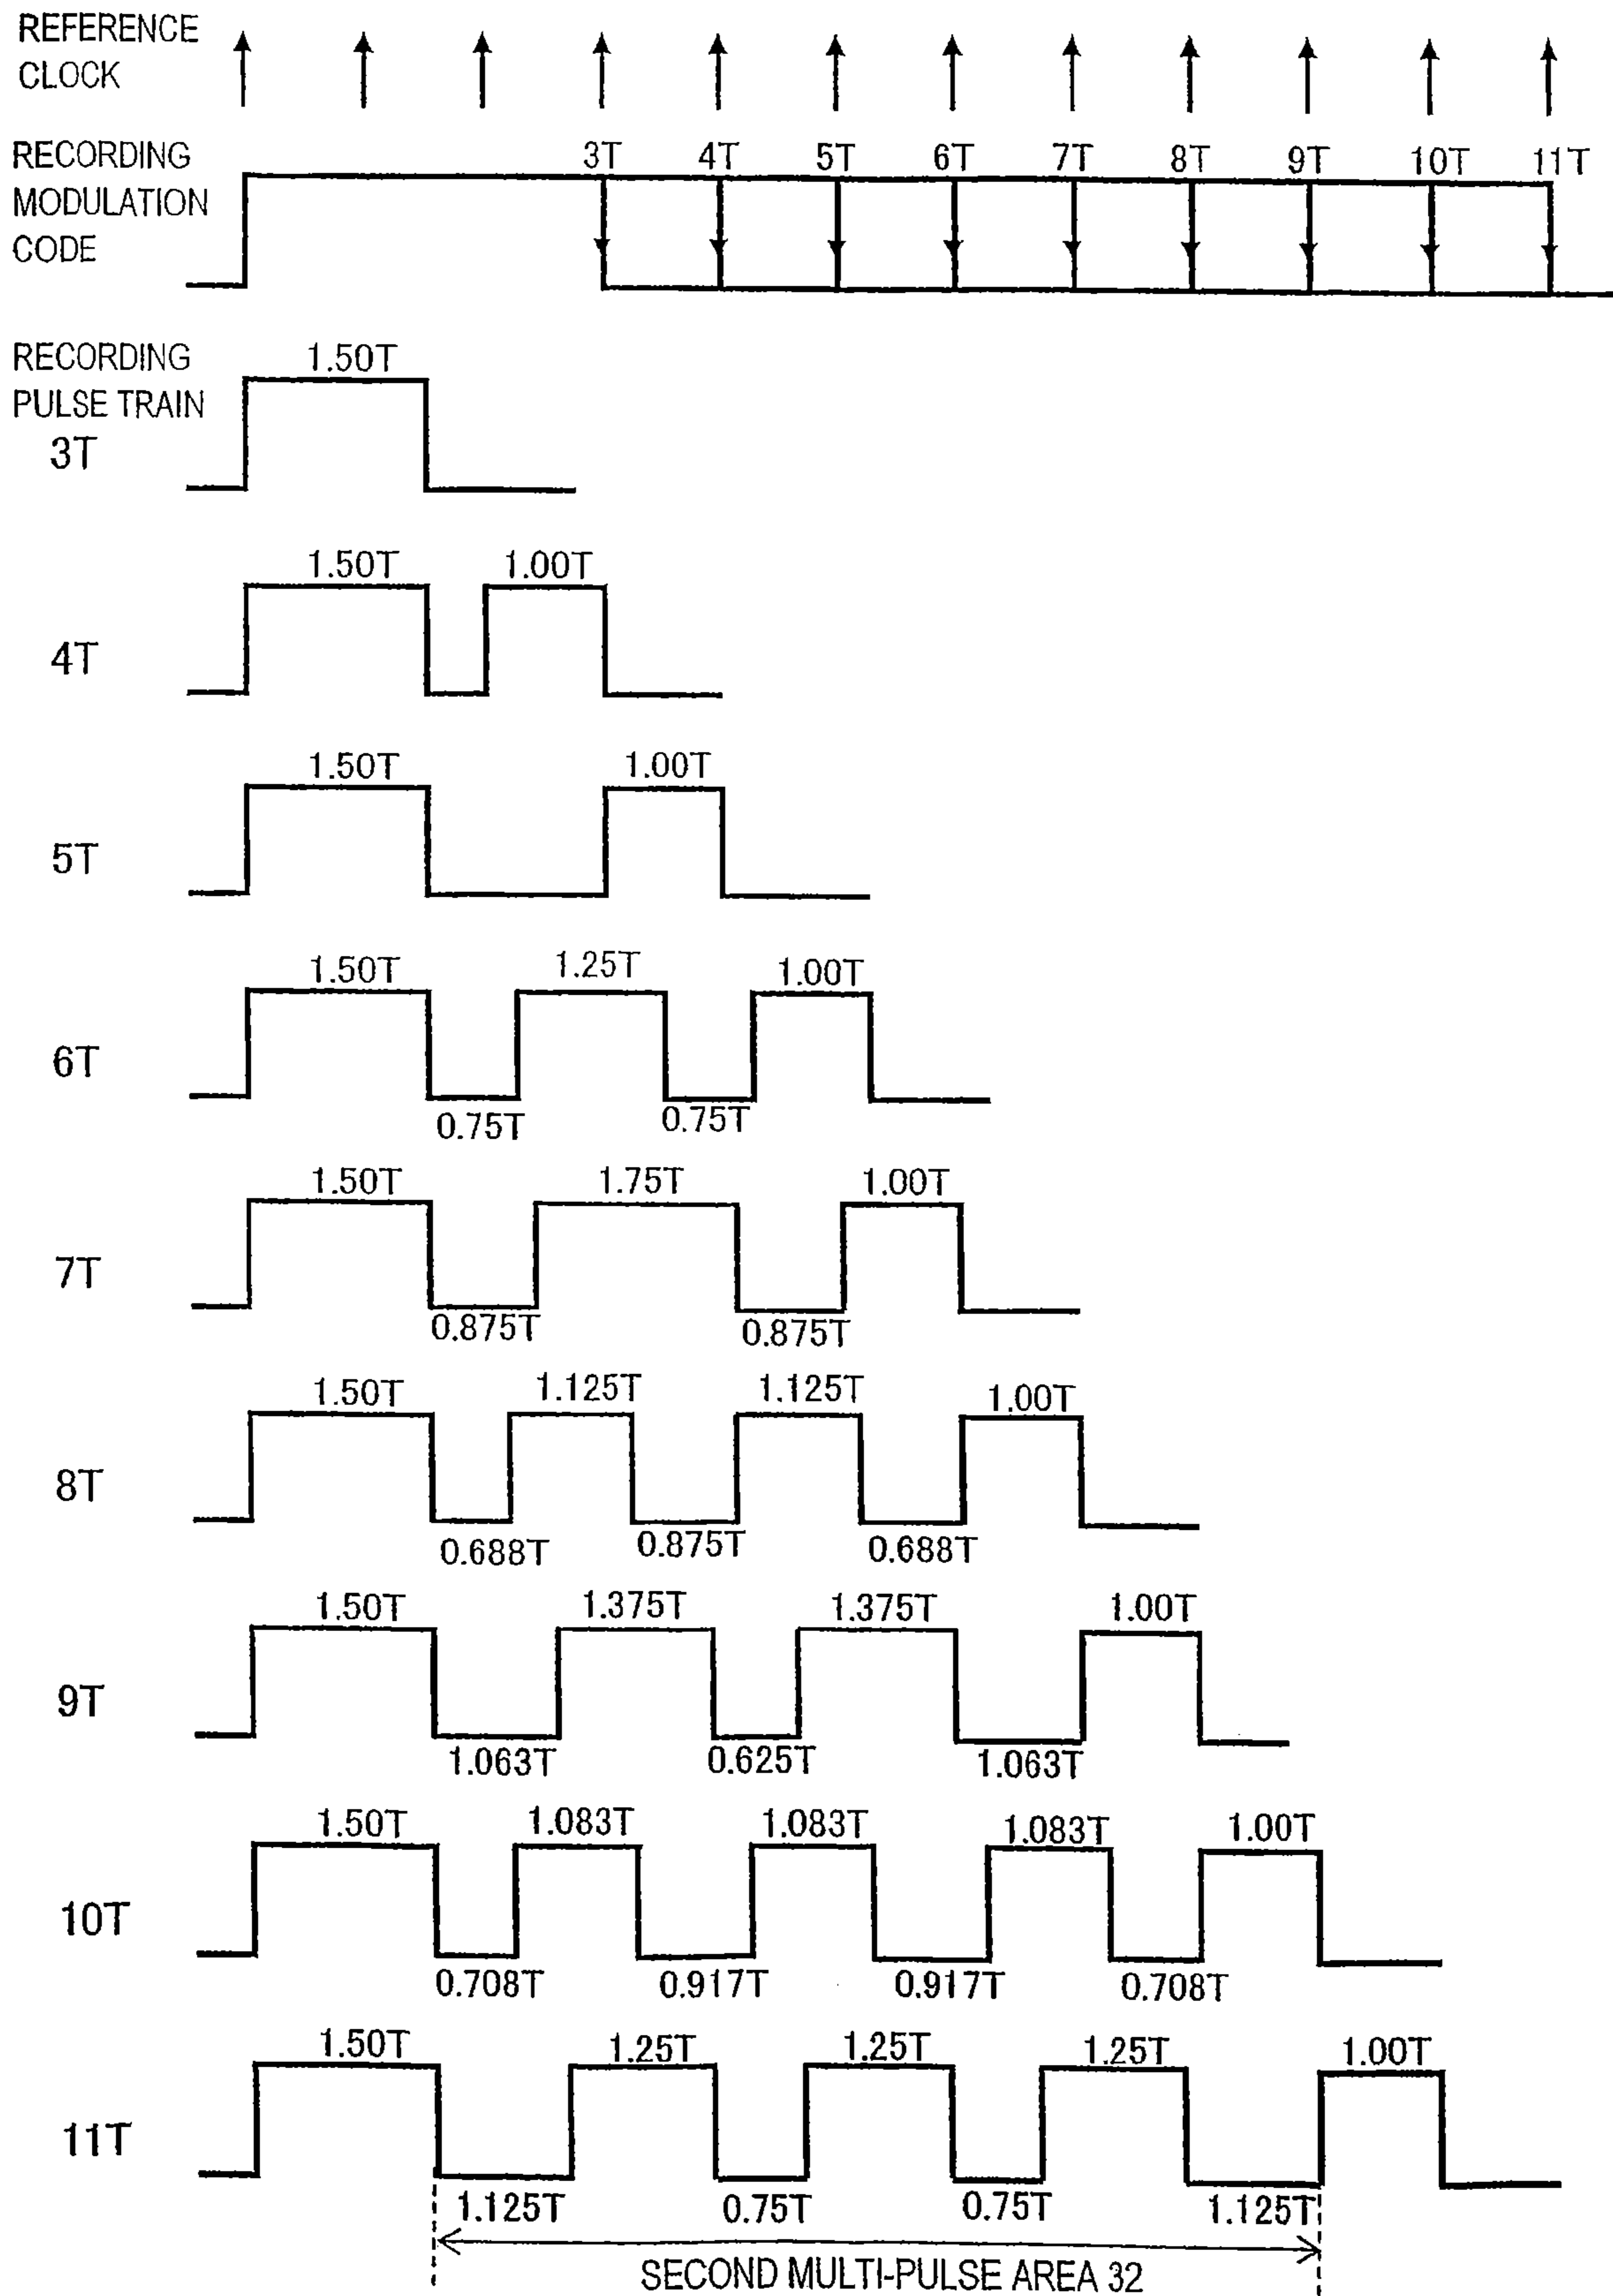 REFERENCE
CLOCK
RECORDING
MODULATION
CODE
3T 4T 5T 6T 7T 8T 9T 10T 11T
RECORDING
PULSE TRAIN
1.50T
3T
1.50T 1.00T
4T
1.50T 1.00T
5T
1.50T 1.25T 1.00T
6T
0.75T 0.75T
1.50T 1.75T 1.00T
7T
0.875T 0.875T
1.50T 1.125T 1.125T 1.00T
8T
0.688T 0.875T 0.688T
1.50T 1.375T 1.375T 1.00T
9T
1.063T 0.625T 1.063T
1.50T 1.083T 1.083T 1.083T 1.00T
10T
0.708T 0.917T 0.917T 0.708T
1.50T 1.25T 1.25T 1.25T 1.00T
11T
1.125T 0.75T 0.75T 1.125T
SECOND MULTI-PULSE AREA 32